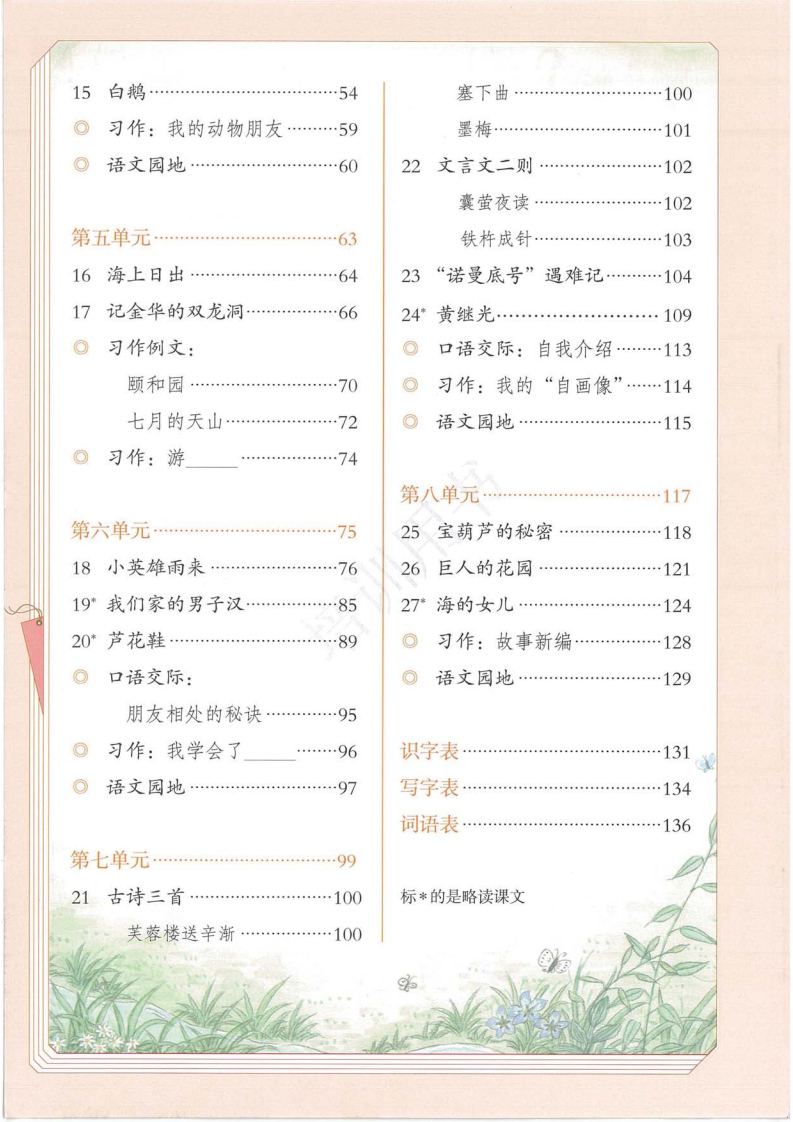 15 白鹅……54
◎ 习作：我的动物朋友……59
◎ 语文园地……60
第五单元……63
16 海上日出……64
17 记金华的双龙洞……66
◎ 习作例文：
颐和园……70
七月的天山……72
◎ 习作：游______……74
第六单元……75
18 小英雄雨来……76
19* 我们家的男子汉……85
20* 芦花鞋……89
◎ 口语交际：
朋友相处的秘诀……95
◎ 习作：我学会了______……96
◎ 语文园地……97
第七单元……99
21 古诗三首……100
芙蓉楼送辛渐……100
塞下曲……100
墨梅……101
22 文言文二则……102
囊萤夜读……102
铁杵成针……103
23 “诺曼底号”遇难记……104
24* 黄继光……109
◎ 口语交际：自我介绍……113
◎ 习作：我的“自画像”……114
◎ 语文园地……115
第八单元……117
25 宝葫芦的秘密……118
26 巨人的花园……121
27* 海的女儿……124
◎ 习作：故事新编……128
◎ 语文园地……129
识字表……131
写字表……134
词语表……136
标*的是略读课文
培训用书